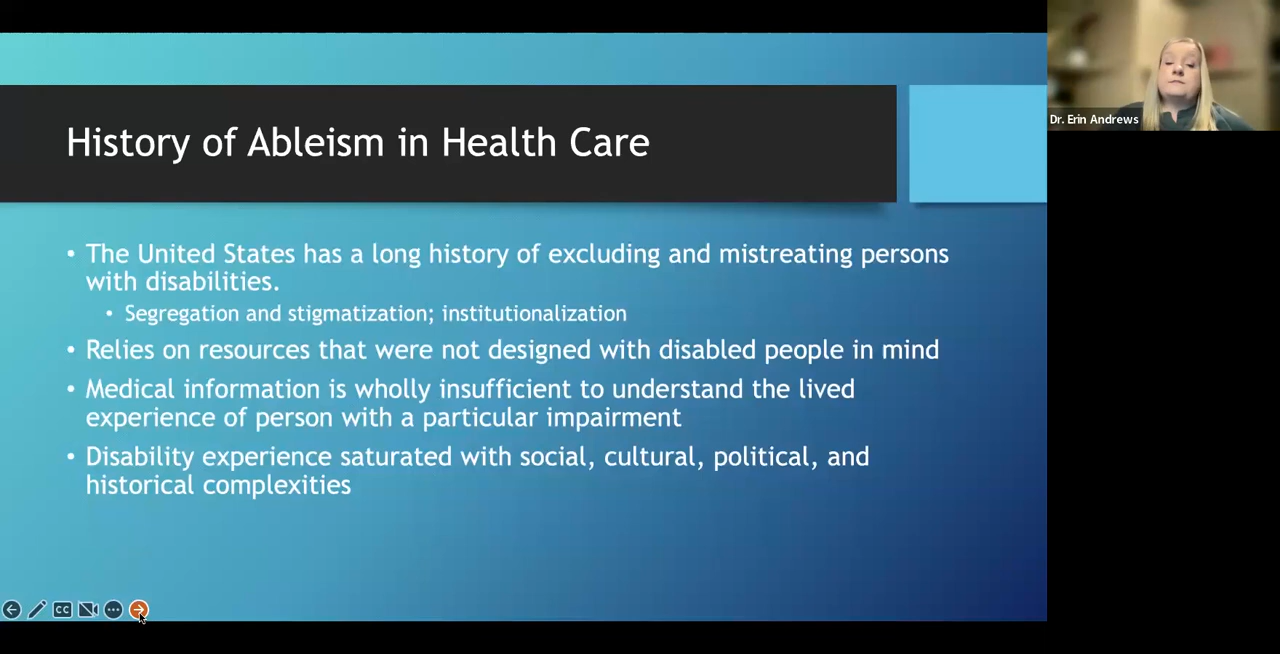 History of Ableism in Health Care
Dr. Erin Andrews
• The United States has a long history of excluding and mistreating persons
with disabilities.
• Segregation and stigmatization; institutionalization
• Relies on resources that were not designed with disabled people in mind
• Medical information is wholly insufficient to understand the lived
experience of person with a particular impairment
• Disability experience saturated with social, cultural, political, and
historical complexities
CC